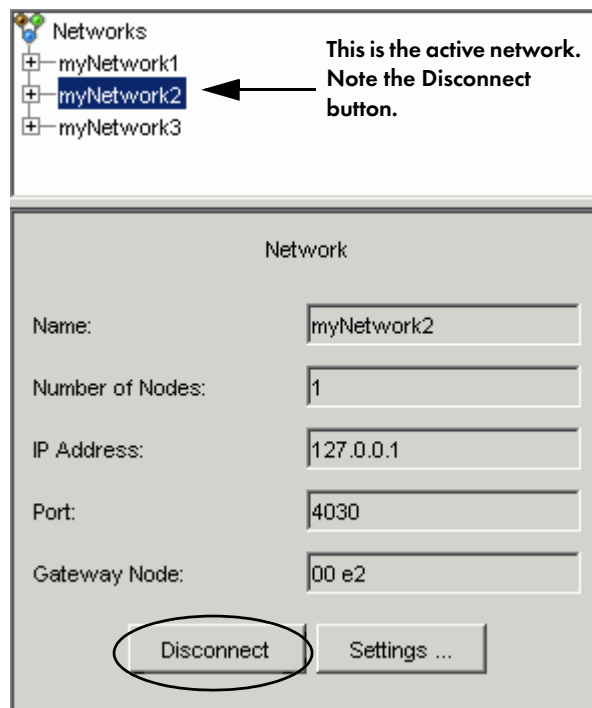 Networks
myNetwork1
myNetwork2
myNetwork3
This is the active network.
Note the Disconnect
button.
Network
Name: myNetwork2
Number of Nodes: 1
IP Address: 127.0.0.1
Port: 4030
Gateway Node: 00 e2
Disconnect Settings ...